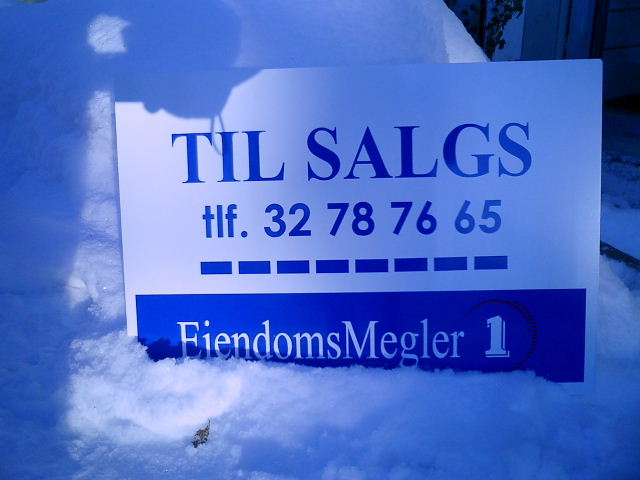 TIL SALGS
tlf. 32 78 76 65
EiendomsMegler 1